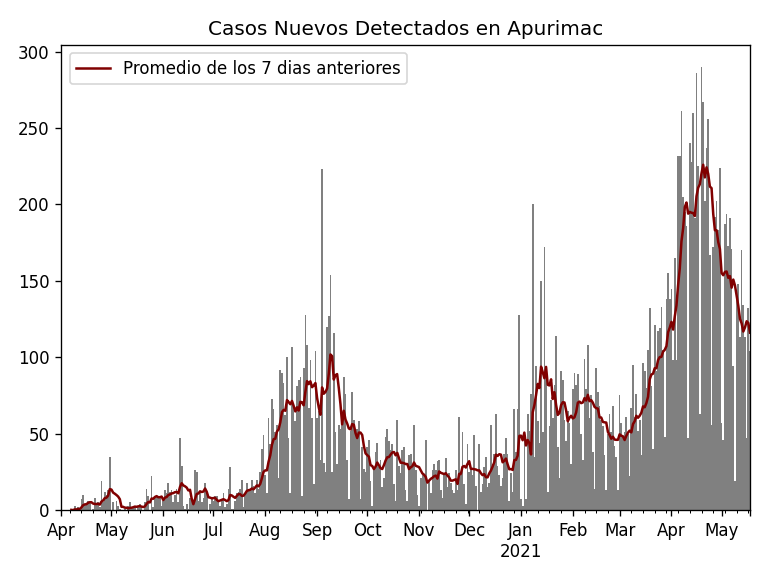 Casos Nuevos Detectados en Apurimac
Promedio de los 7 dias anteriores
300
250
200
150
100
50
0
Apr May Jun Jul Aug Sep Oct Nov Dec Jan Feb Mar Apr May
2021